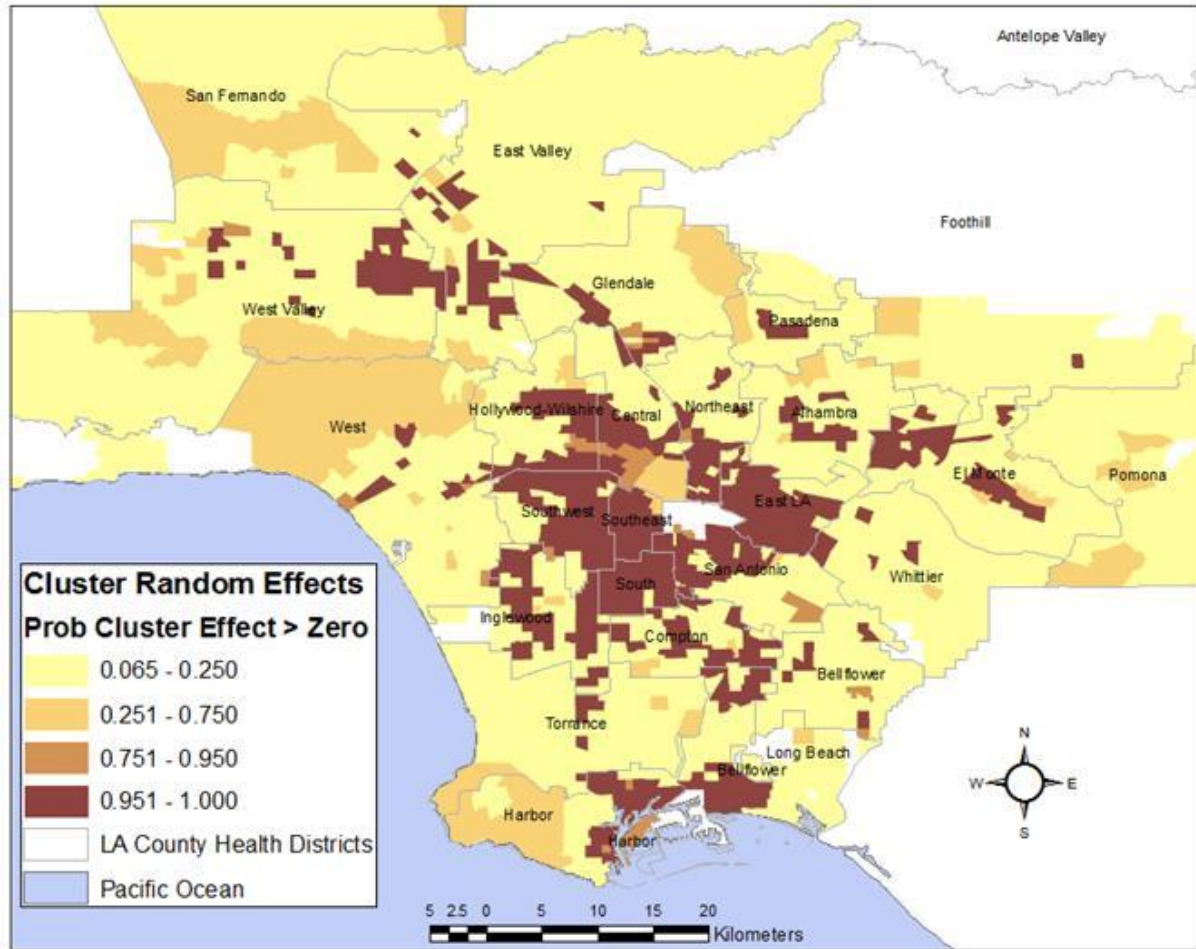 Antelope Valley
San Fernando
East Valley
Foothill
Glendale
West Valley
Pasadena
Hollywood-Wilshire
Central
Northeast
Alhambra
West
El Monte
Pomona
East LA
Southwest
Southeast
San Antonio
Whittier
South
Inglewood
Compton
Bellflower
Torrance
Long Beach
Bellflower
Harbor
Harbor
Cluster Random Effects
Prob Cluster Effect > Zero
0.065 - 0.250
0.251 - 0.750
0.751 - 0.950
0.951 - 1.000
LA County Health Districts
Pacific Ocean
N
W E
S
5 2.5 0 5 10 15 20
Kilometers